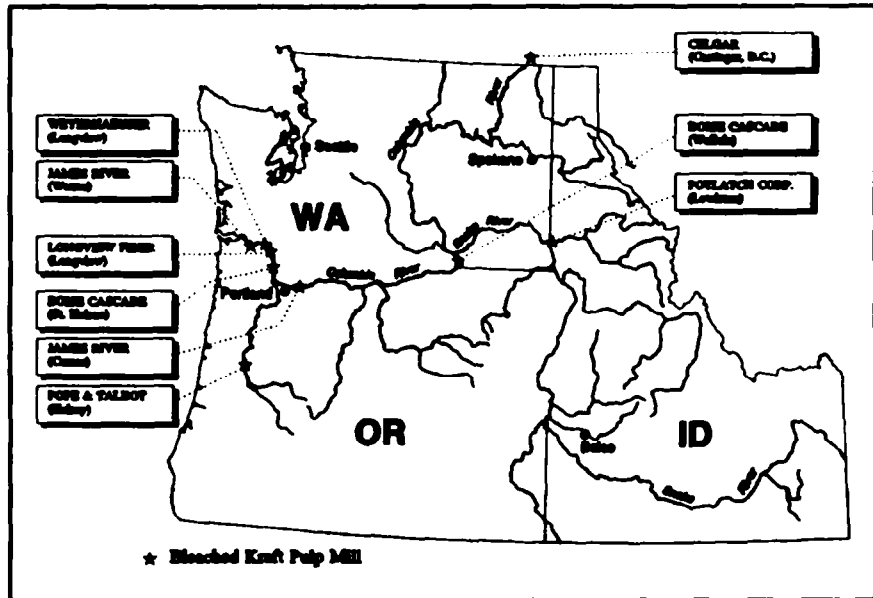 CELGAR
(Castlegar, B.C.)
WEYERHAEUSER
(Longview)
JAMES RIVER
(Wauna)
LONGVIEW FIBER
(Longview)
BOISE CASCADE
(St. Helens)
JAMES RIVER
(Camas)
POPE & TALBOT
(Halsey)
BOISE CASCADE
(Wallula)
POTLATCH CORP.
(Lewiston)
Seattle
Spokane
River
WA
River
Columbia
River
Portland
OR
ID
Boise
Snake
River
★ Bleached Kraft Pulp Mill